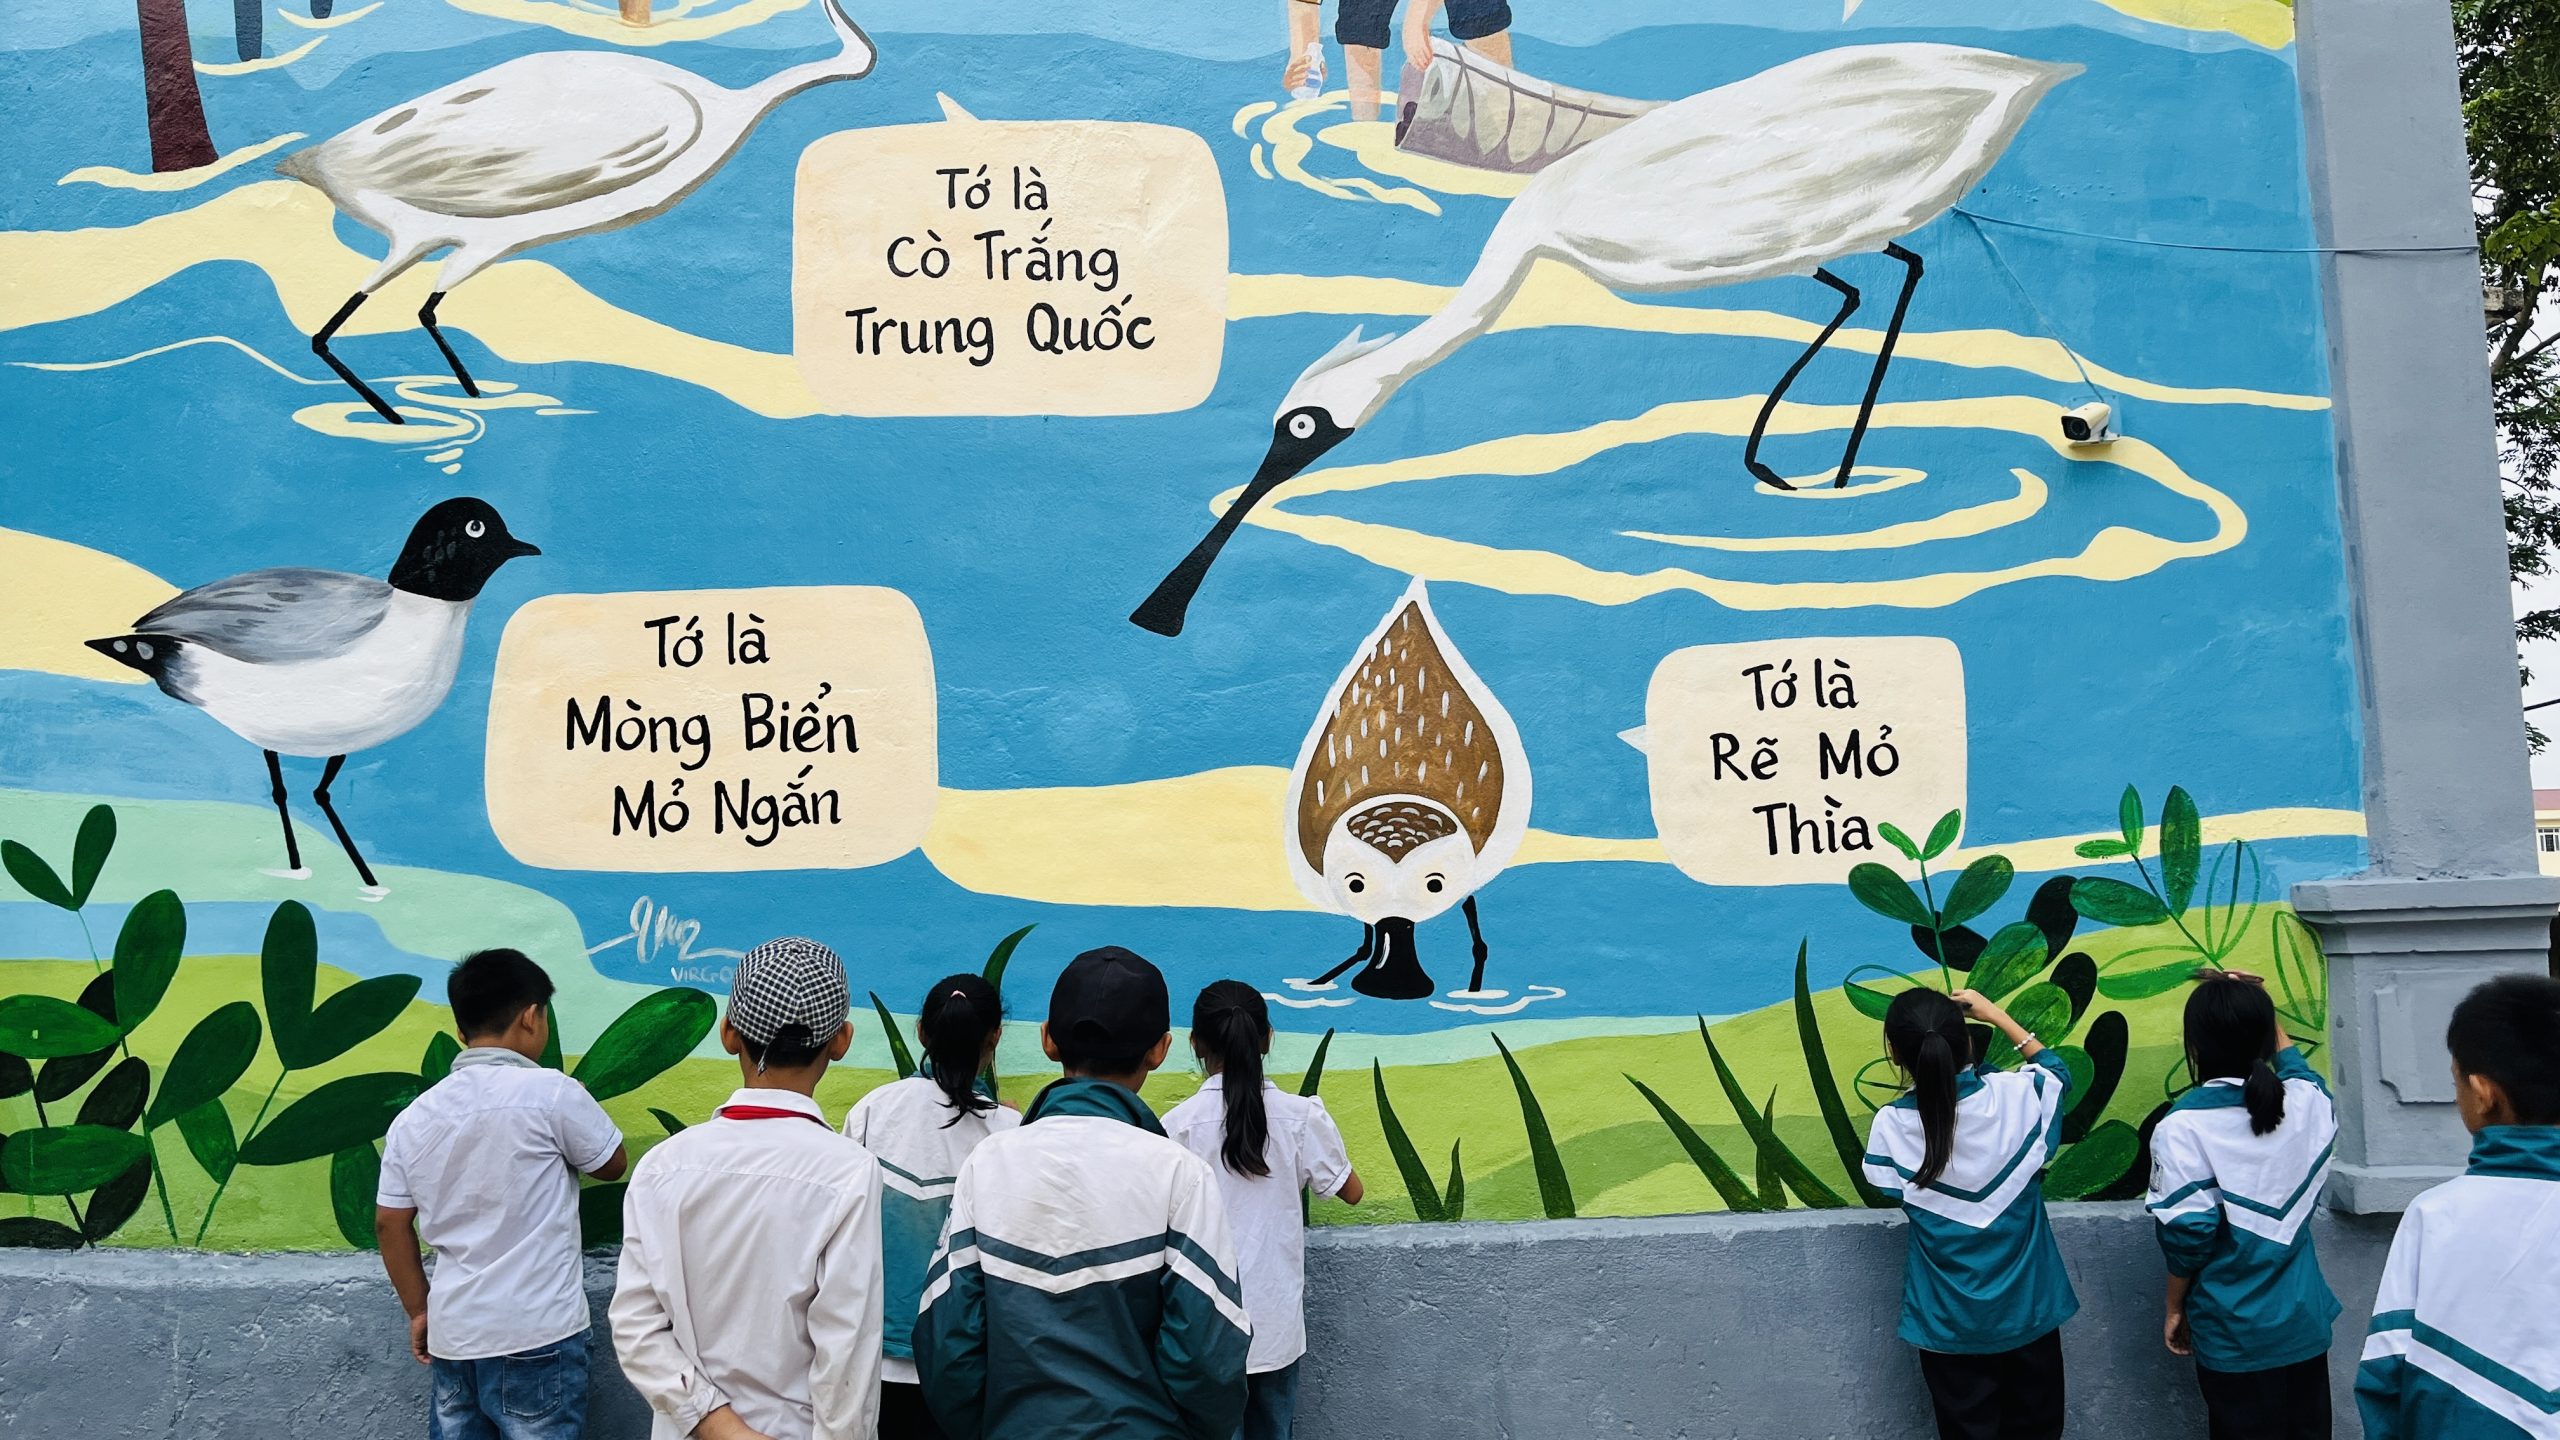 Tớ là
Cò Trắng
Trung Quốc
Tớ là
Mòng Biển
Mỏ Ngắn
Tớ là
Rẽ Mỏ
Thìa